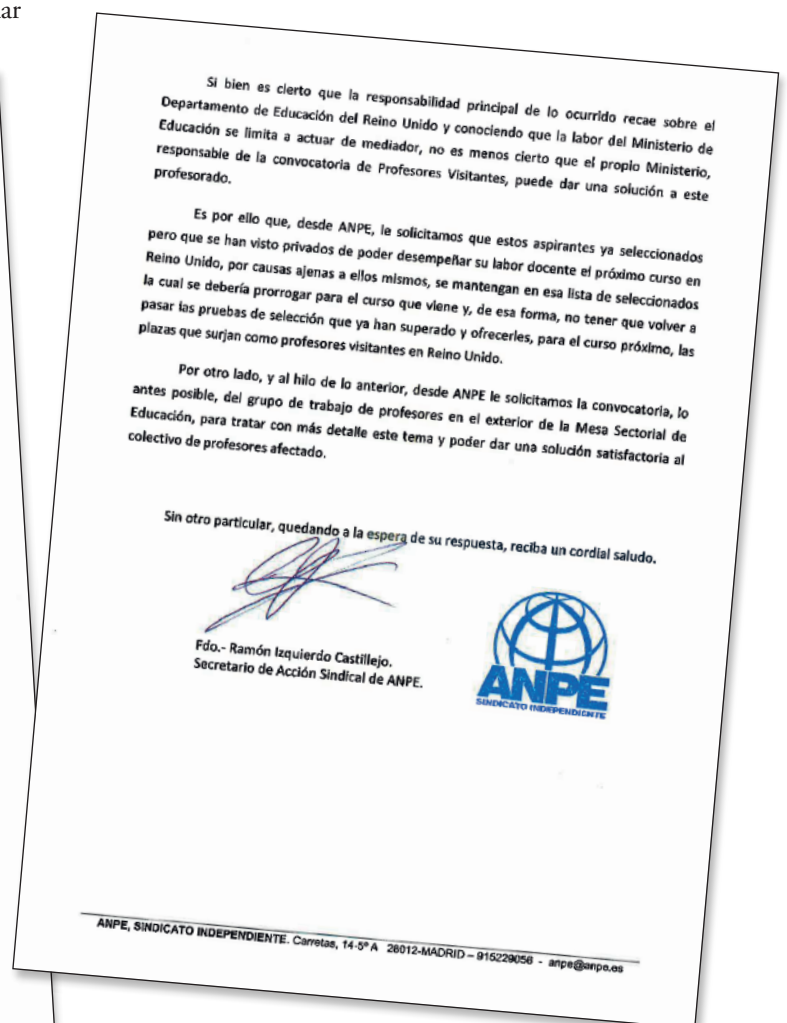 ar
Si bien es cierto que la responsabilidad principal de lo ocurrido recae sobre el
Departamento de Educación del Reino Unido y conociendo que la labor del Ministerio de
Educación se limita a actuar de mediador, no es menos cierto que el propio Ministerio,
responsable de la convocatoria de Profesores Visitantes, puede dar una solución a este
profesorado.
Es por ello que, desde ANPE, le solicitamos que estos aspirantes ya seleccionados
pero que se han visto privados de poder desempeñar su labor docente el próximo curso en
Reino Unido, por causas ajenas a ellos mismos, se mantengan en esa lista de seleccionados
la cual se debería prorrogar para el curso que viene y, de esa forma, no tener que volver a
pasar las pruebas de selección que ya han superado y ofrecerles, para el curso próximo, las
plazas que surjan como profesores visitantes en Reino Unido.
Por otro lado, y al hilo de lo anterior, desde ANPE le solicitamos la convocatoria, lo
antes posible, del grupo de trabajo de profesores en el exterior de la Mesa Sectorial de
Educación, para tratar con más detalle este tema y poder dar una solución satisfactoria al
colectivo de profesores afectado.
Sin otro particular, quedando a la espera de su respuesta, reciba un cordial saludo.
Fdo.- Ramón Izquierdo Castillejo.
Secretario de Acción Sindical de ANPE.
ANPE
SINDICATO INDEPENDIENTE
ANPE, SINDICATO INDEPENDIENTE. Carretas, 14-5º A 28012-MADRID – 915229056 - anpe@anpe.es